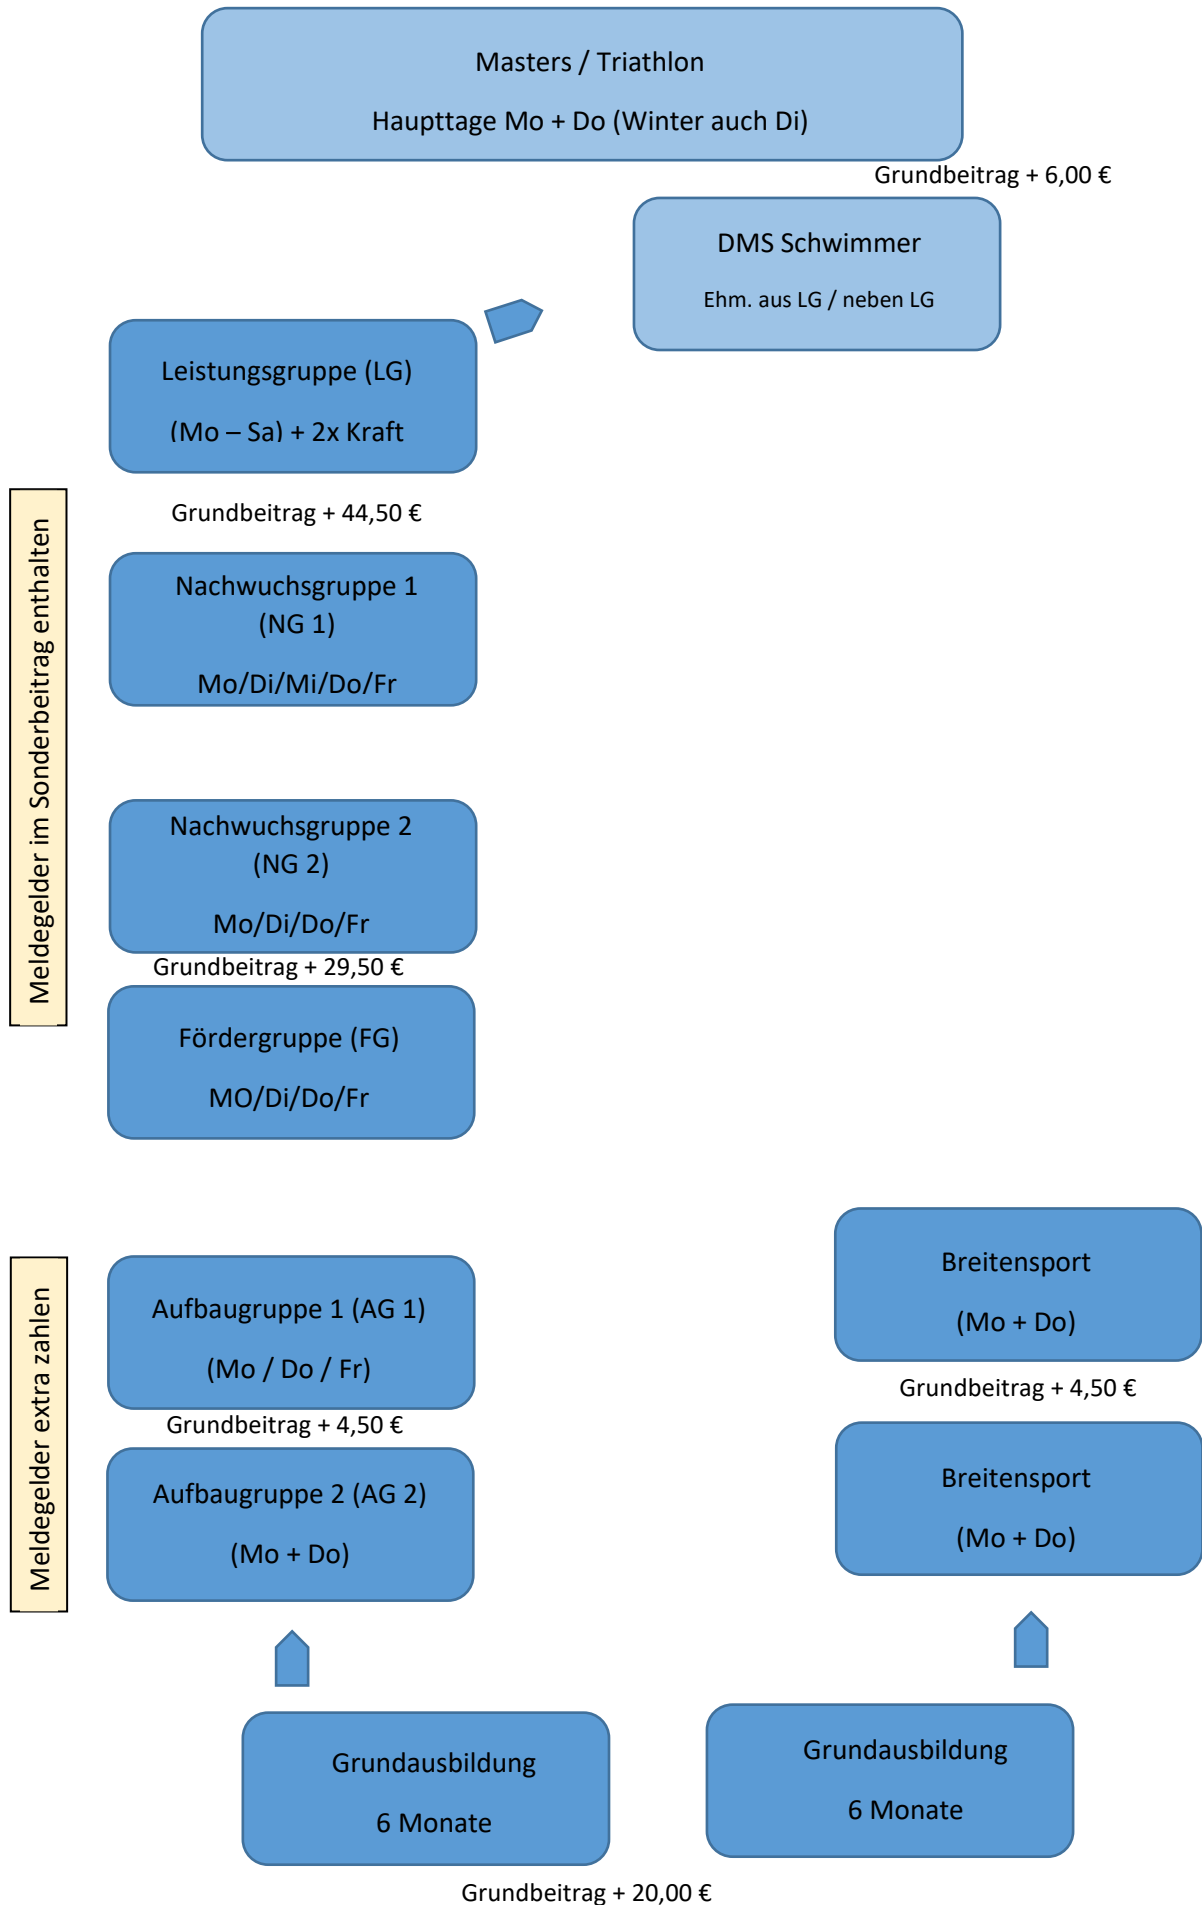 Masters / Triathlon
Haupttage Mo + Do (Winter auch Di)
Grundbeitrag + 6,00 €
DMS Schwimmer
Ehm. aus LG / neben LG
Leistungsgruppe (LG)
(Mo – Sa) + 2x Kraft
Grundbeitrag + 44,50 €
Meldegelder im Sonderbeitrag enthalten
Nachwuchsgruppe 1
(NG 1)
Mo/Di/Mi/Do/Fr
Nachwuchsgruppe 2
(NG 2)
Mo/Di/Do/Fr
Grundbeitrag + 29,50 €
Fördergruppe (FG)
MO/Di/Do/Fr
Meldegelder extra zahlen
Aufbaugruppe 1 (AG 1)
(Mo / Do / Fr)
Grundbeitrag + 4,50 €
Aufbaugruppe 2 (AG 2)
(Mo + Do)
Breitensport
(Mo + Do)
Grundbeitrag + 4,50 €
Breitensport
(Mo + Do)
Grundausbildung
6 Monate
Grundausbildung
6 Monate
Grundbeitrag + 20,00 €